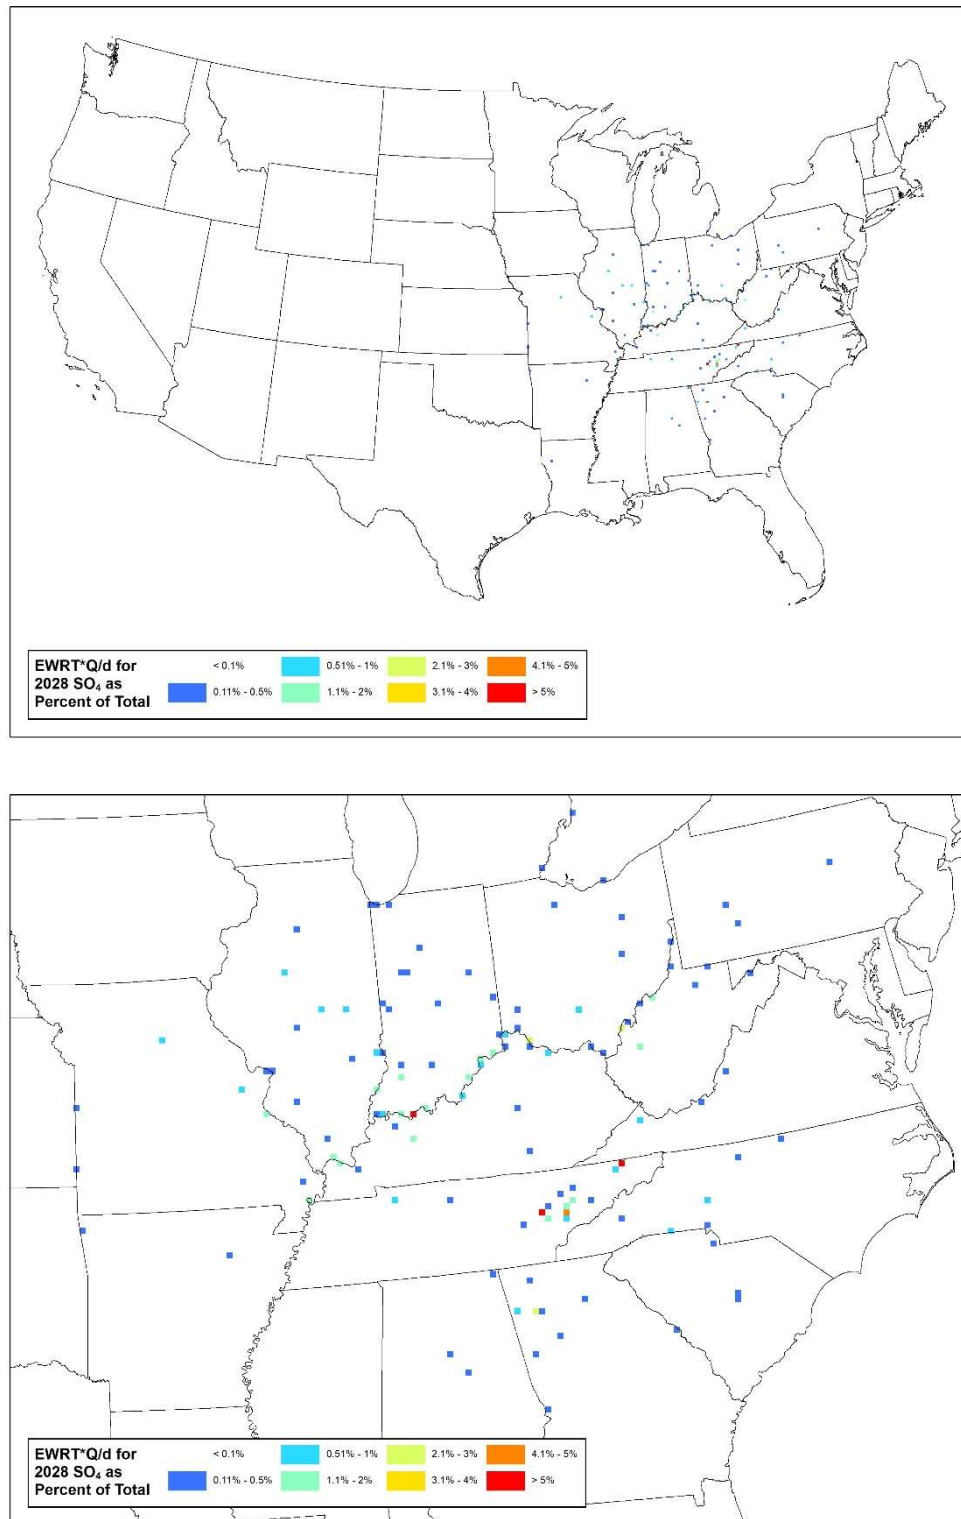 EWRT*Q/d for
2028 SO₄ as
Percent of Total
< 0.1%
0.51% - 1%
2.1% - 3%
4.1% - 5%
0.11% - 0.5%
1.1% - 2%
3.1% - 4%
> 5%
EWRT*Q/d for
2028 SO₄ as
Percent of Total
< 0.1%
0.51% - 1%
2.1% - 3%
4.1% - 5%
0.11% - 0.5%
1.1% - 2%
3.1% - 4%
> 5%